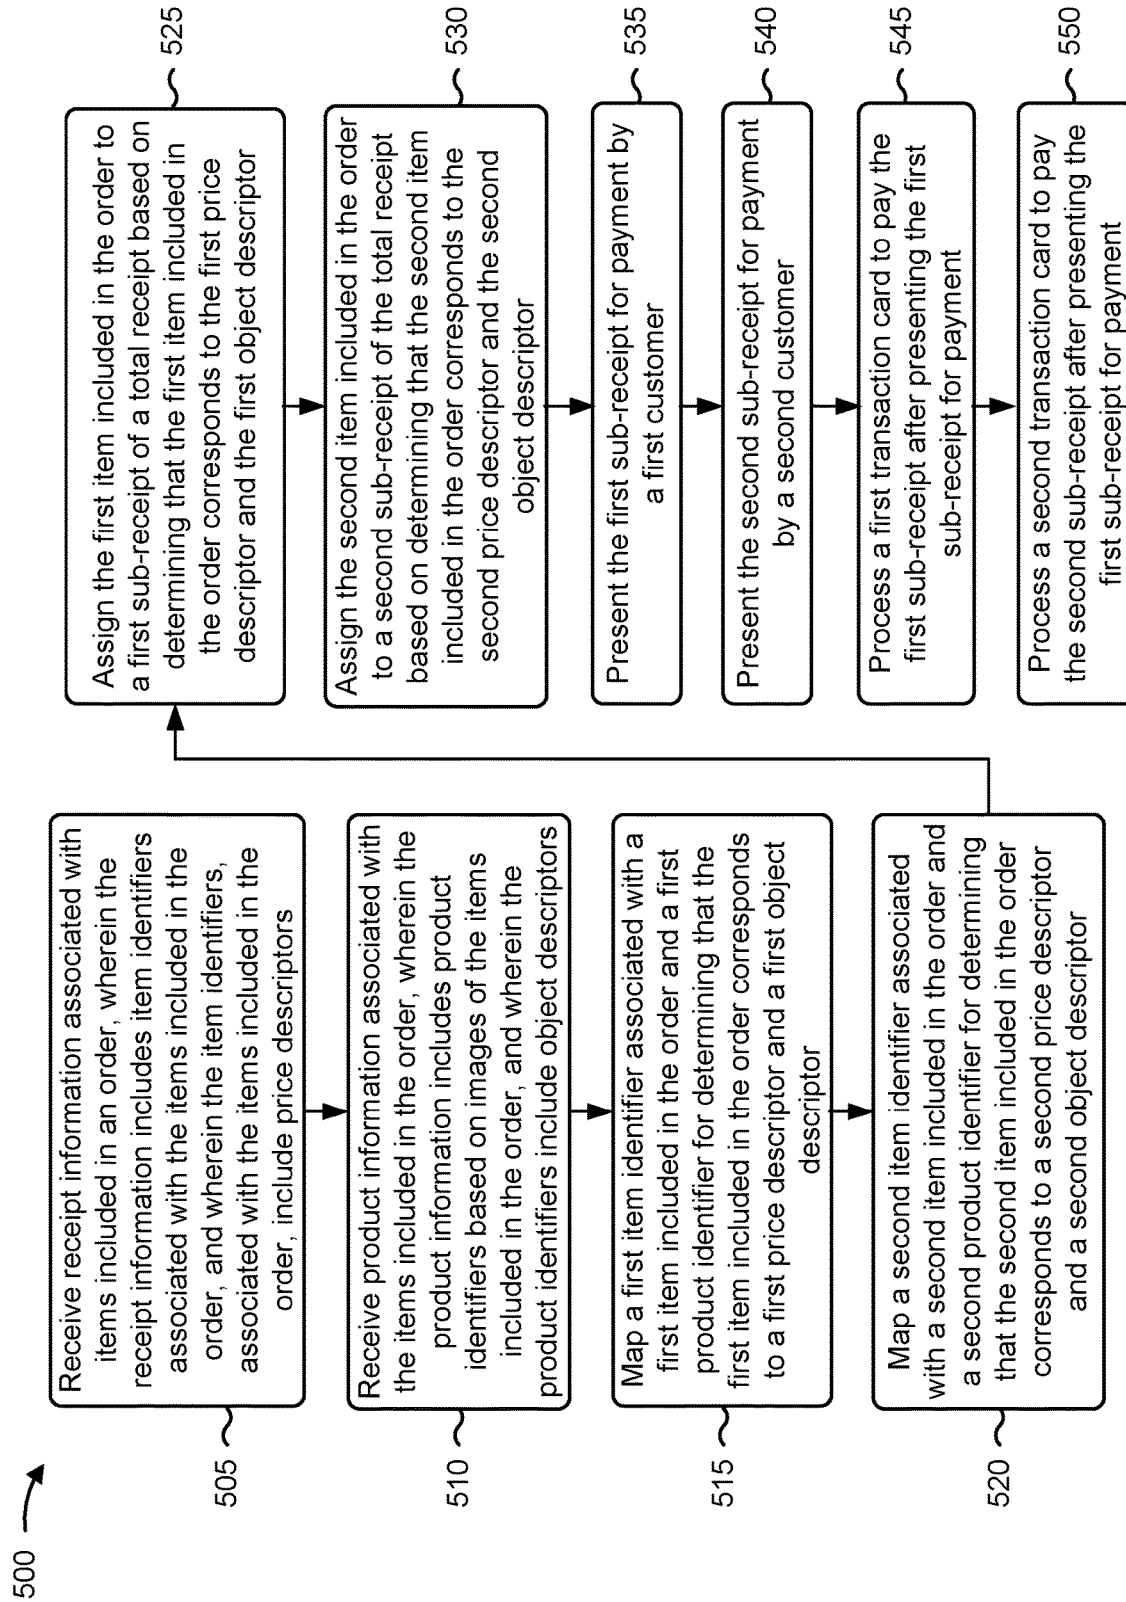 500
Receive receipt information associated with
items included in an order, wherein the
receipt information includes item identifiers
associated with the items included in the
order, and wherein the item identifiers,
associated with the items included in the
order, include price descriptors
505
Receive product information associated with
the items included in the order, wherein the
product information includes product
identifiers based on images of the items
included in the order, and wherein the
product identifiers include object descriptors
510
Map a first item identifier associated with a
first item included in the order and a first
product identifier for determining that the
first item included in the order corresponds
to a first price descriptor and a first object
descriptor
515
Map a second item identifier associated
with a second item included in the order and
a second product identifier for determining
that the second item included in the order
corresponds to a second price descriptor
and a second object descriptor
520
Assign the first item included in the order to
a first sub-receipt of a total receipt based on
determining that the first item included in
the order corresponds to the first price
descriptor and the first object descriptor
525
Assign the second item included in the order
to a second sub-receipt of the total receipt
based on determining that the second item
included in the order corresponds to the
second price descriptor and the second
object descriptor
530
Present the first sub-receipt for payment by
a first customer
535
Present the second sub-receipt for payment
by a second customer
540
Process a first transaction card to pay the
first sub-receipt after presenting the first
sub-receipt for payment
545
Process a second transaction card to pay
the second sub-receipt after presenting the
first sub-receipt for payment
550